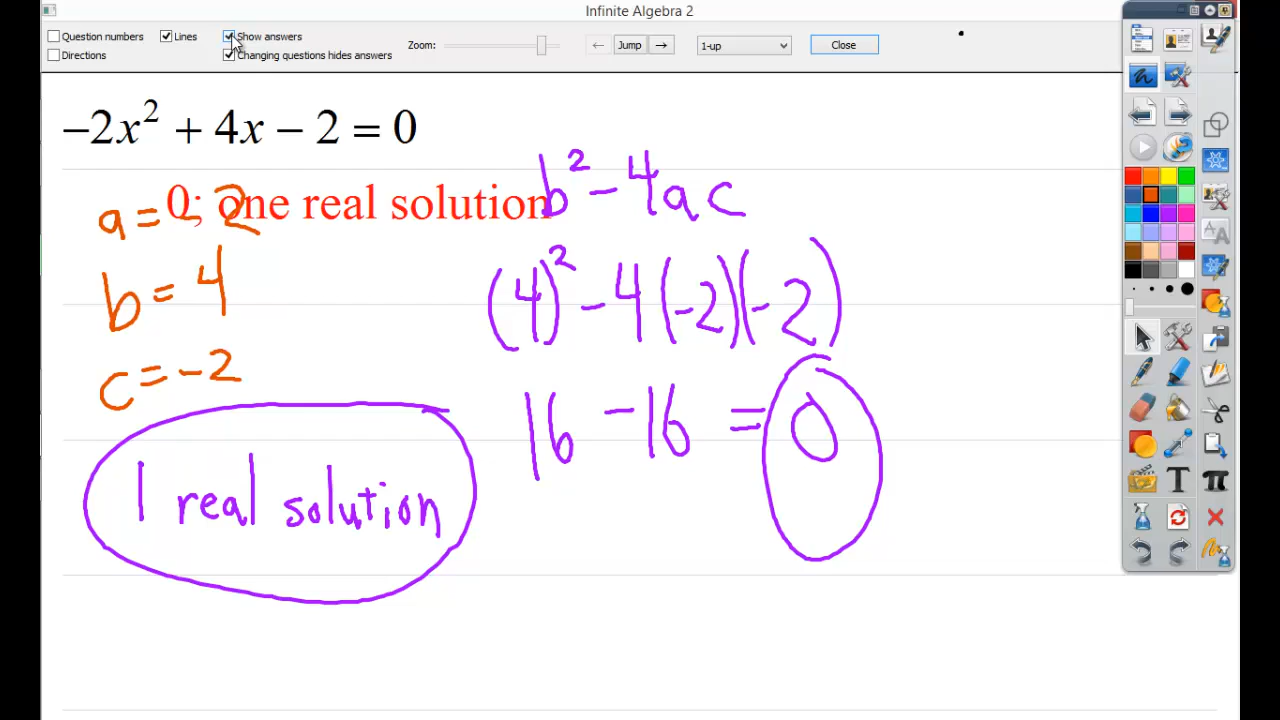 Infinite Algebra 2
Question numbers Lines Show answers
Directions Changing questions hides answers
Zoom: ← Jump → 1-up Close
−2x² + 4x − 2 = 0
0; one real solution
a = -2
b = 4
c = -2
b² - 4ac
(4)² - 4(-2)(-2)
16 - 16 = 0
1 real solution
T π